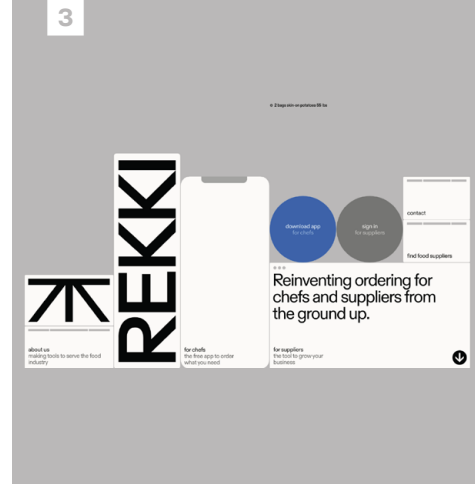 3
download app
for chefs
sign in
for suppliers
contact
find food suppliers
REKKI
Reinventing ordering for
chefs and suppliers from
the ground up.
about us
making tools to serve the food
industry
for chefs
the free app to order
what you need
for suppliers
the tool to grow your
business